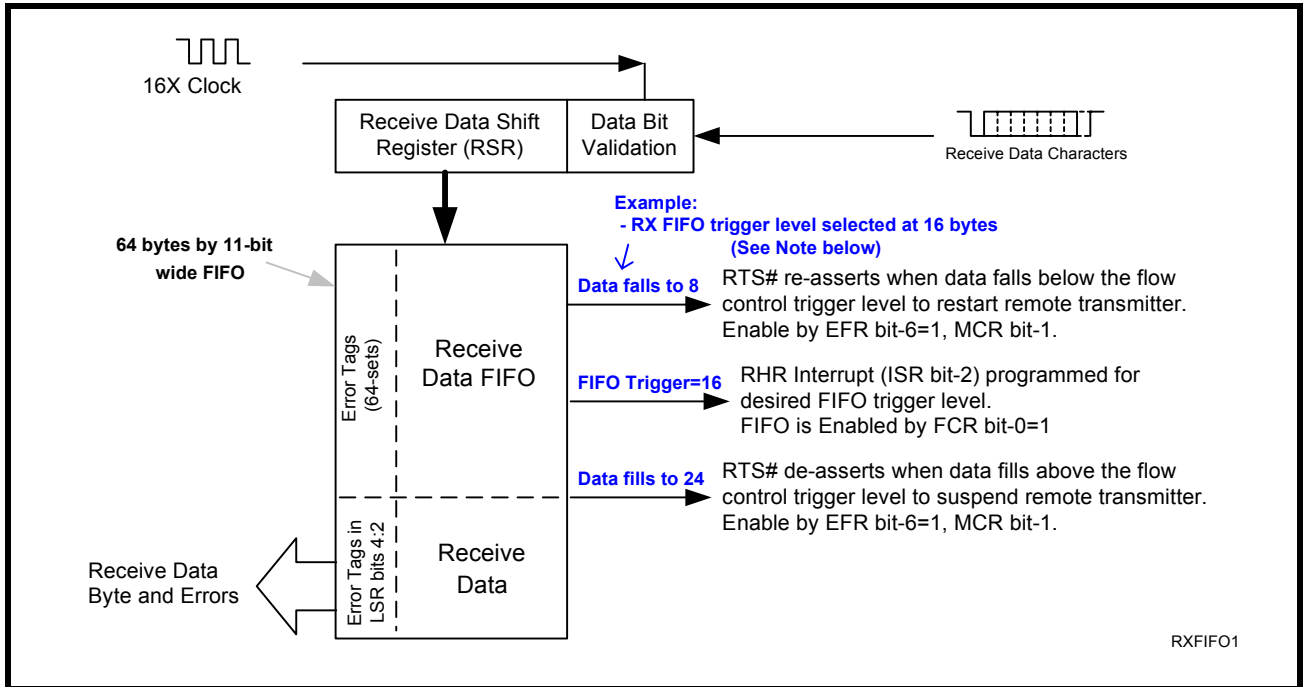 16X Clock
Receive Data Shift
Register (RSR)
Data Bit
Validation
Receive Data Characters
64 bytes by 11-bit
wide FIFO
Example:
- RX FIFO trigger level selected at 16 bytes
(See Note below)
Error Tags
(64-sets)
Receive
Data FIFO
Data falls to 8
RTS# re-asserts when data falls below the flow
control trigger level to restart remote transmitter.
Enable by EFR bit-6=1, MCR bit-1.
FIFO Trigger=16
RHR Interrupt (ISR bit-2) programmed for
desired FIFO trigger level.
FIFO is Enabled by FCR bit-0=1
Data fills to 24
RTS# de-asserts when data fills above the flow
control trigger level to suspend remote transmitter.
Enable by EFR bit-6=1, MCR bit-1.
Error Tags in
LSR bits 4:2
Receive
Data
Receive Data
Byte and Errors
RXFIFO1